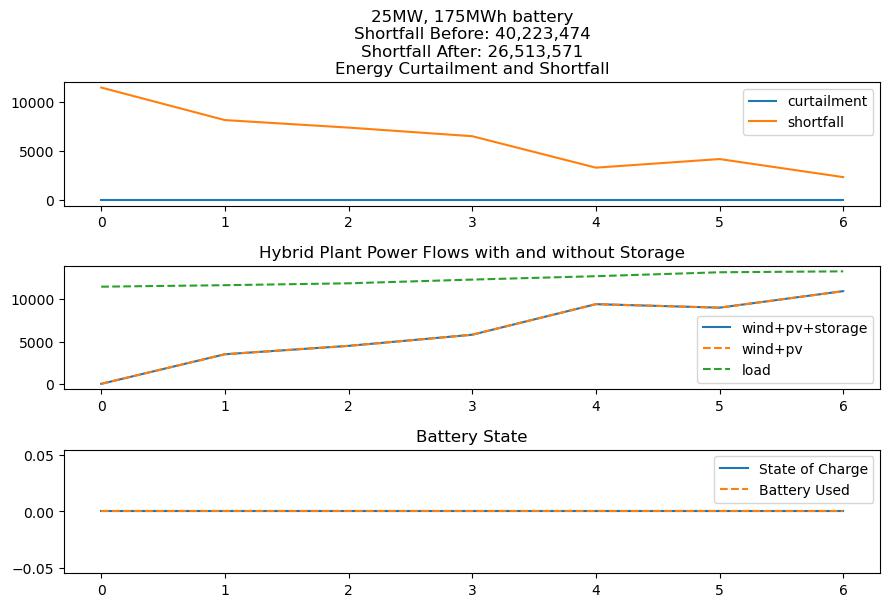 25MW, 175MWh battery
Shortfall Before: 40,223,474
Shortfall After: 26,513,571
Energy Curtailment and Shortfall
10000
5000
0
curtailment
shortfall
0 1 2 3 4 5 6
Hybrid Plant Power Flows with and without Storage
10000
5000
0
wind+pv+storage
wind+pv
load
0 1 2 3 4 5 6
Battery State
0.05
0.00
−0.05
State of Charge
Battery Used
0 1 2 3 4 5 6